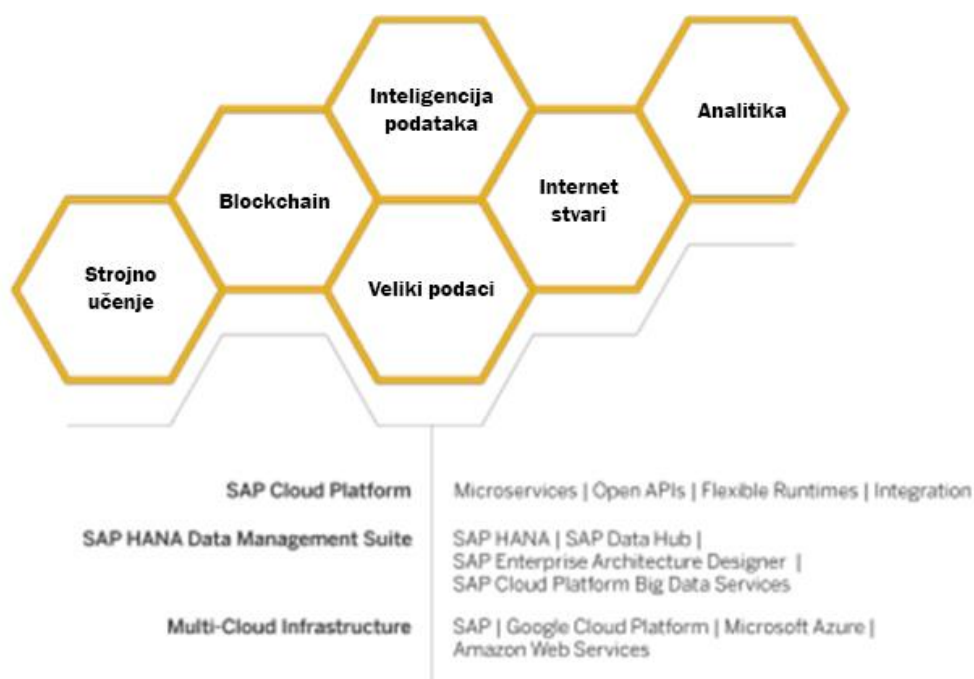 Inteligencija
podataka
Analitika
Blockchain
Internet
stvari
Strojno
učenje
Veliki podaci
SAP Cloud Platform
Microservices | Open APIs | Flexible Runtimes | Integration
SAP HANA Data Management Suite
SAP HANA | SAP Data Hub |
SAP Enterprise Architecture Designer |
SAP Cloud Platform Big Data Services
Multi-Cloud Infrastructure
SAP | Google Cloud Platform | Microsoft Azure |
Amazon Web Services